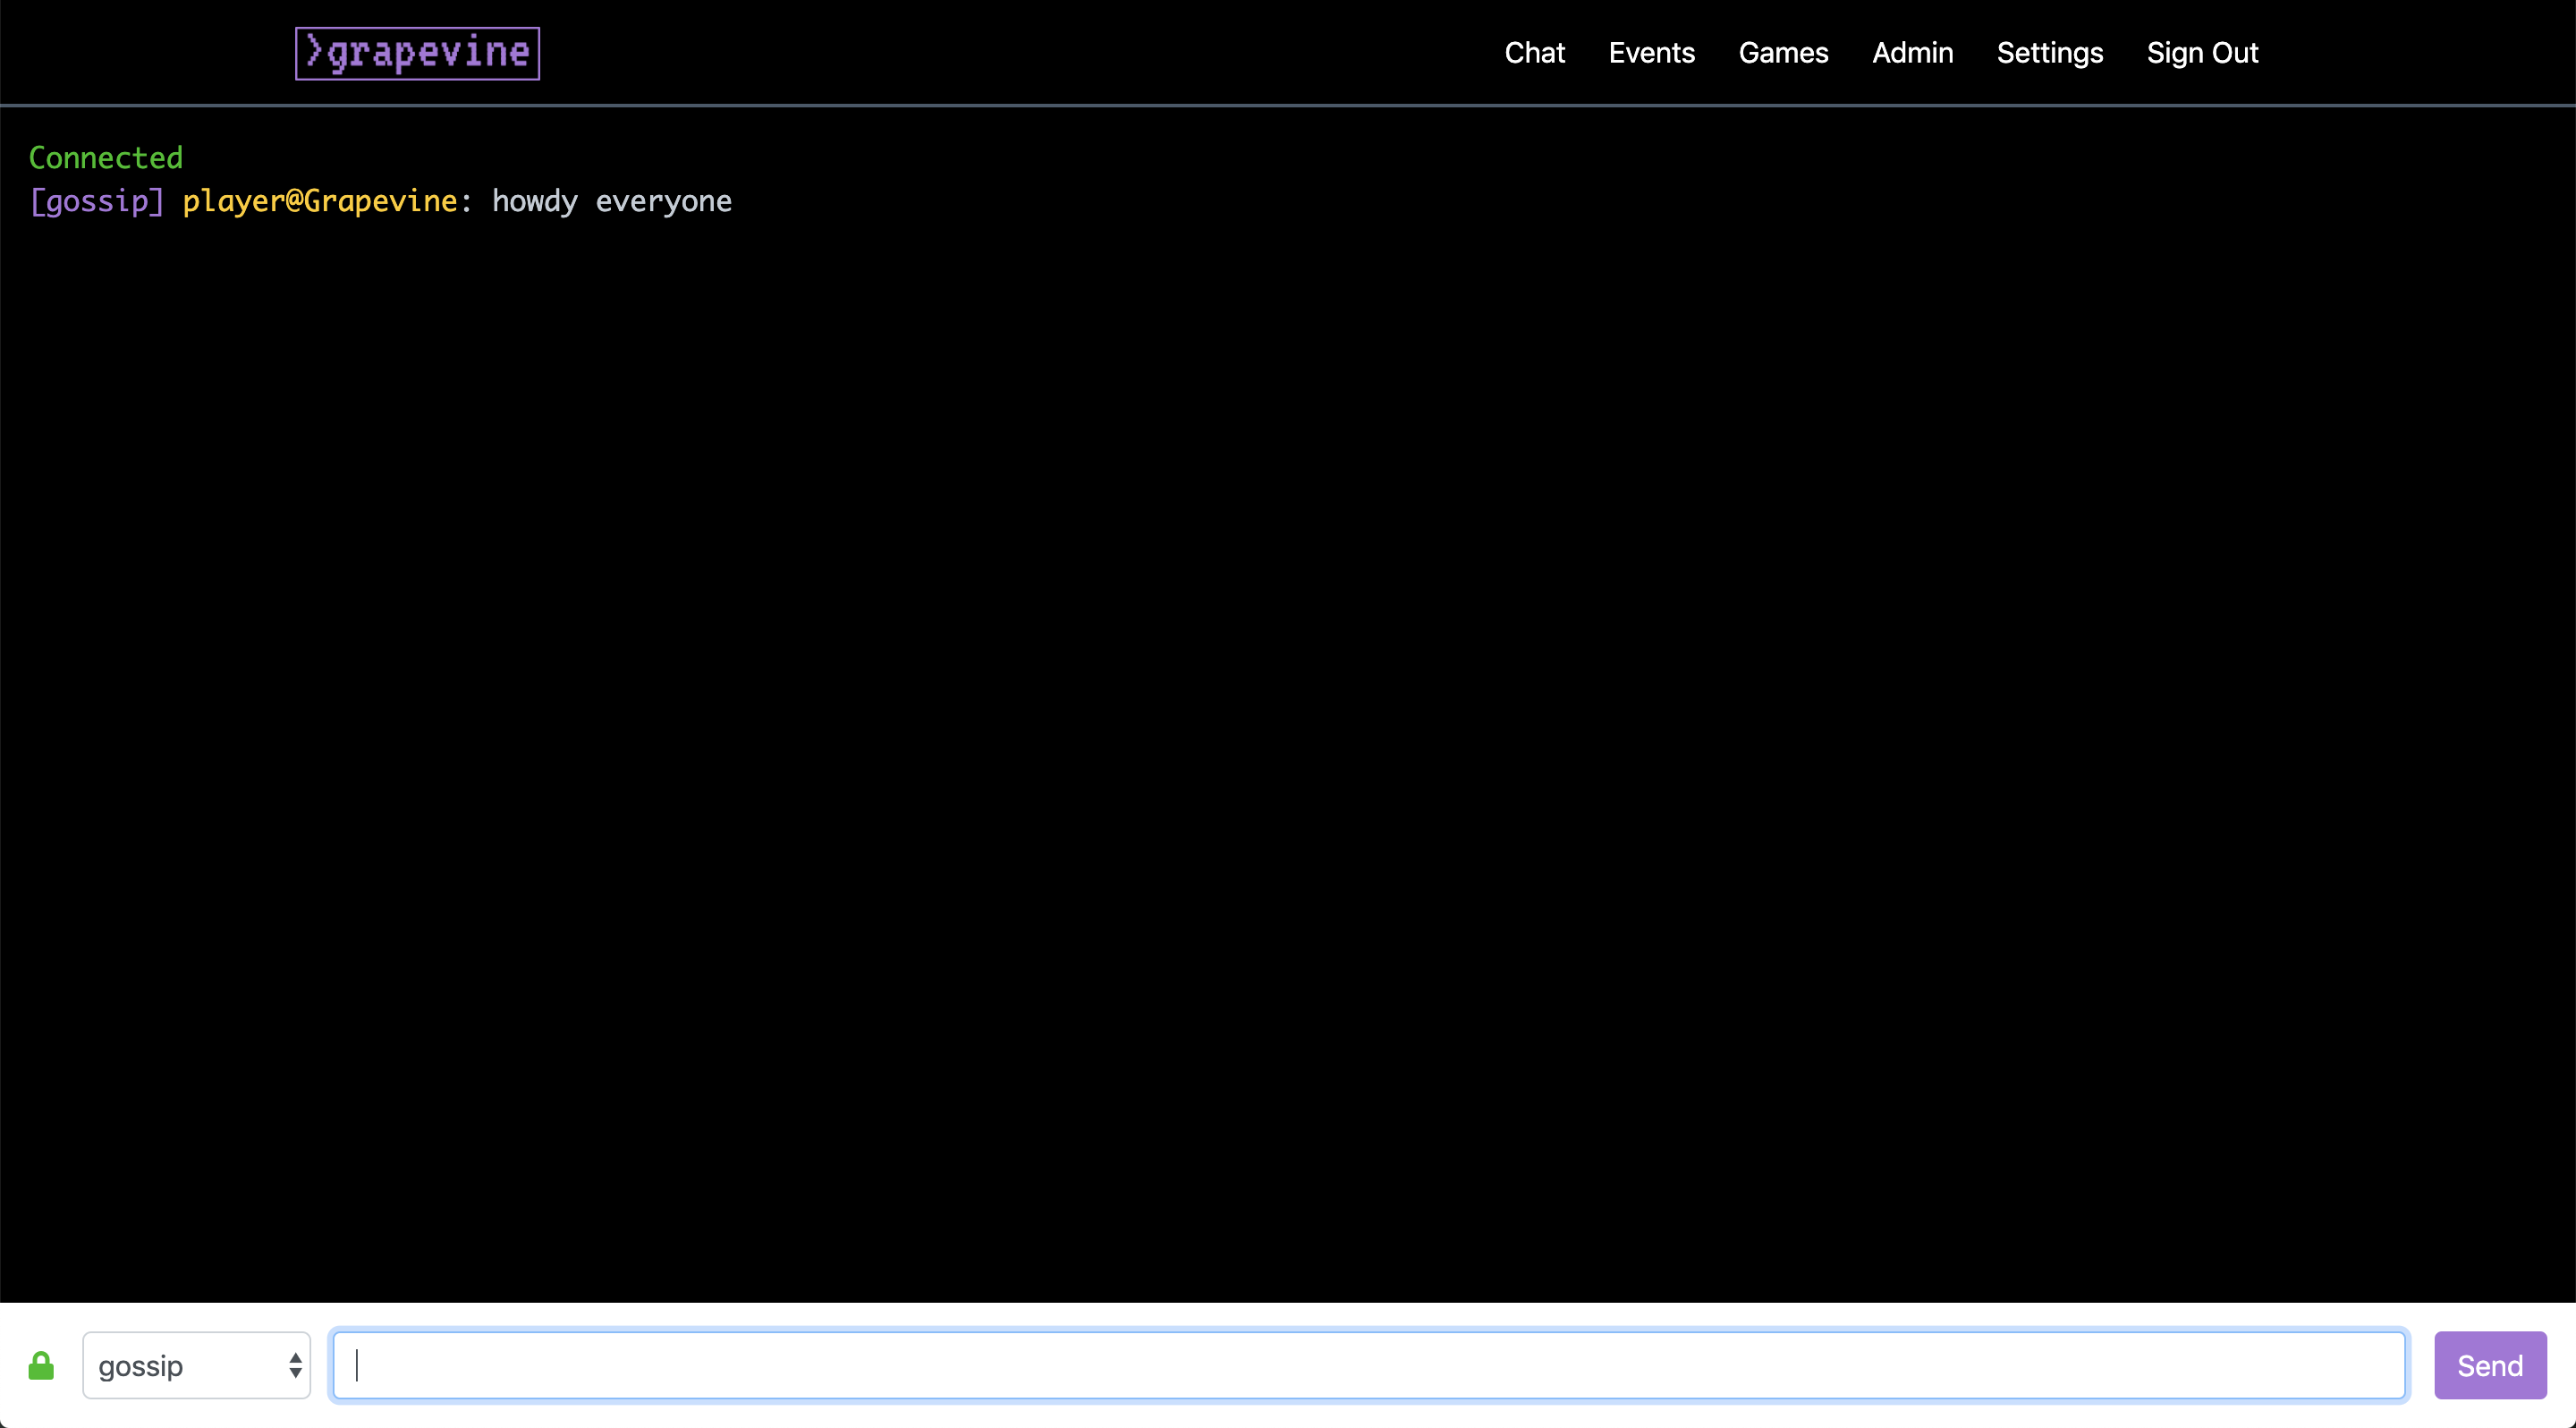 >grapevine
Chat Events Games Admin Settings Sign Out
Connected
[gossip] player@Grapevine: howdy everyone
gossip
Send